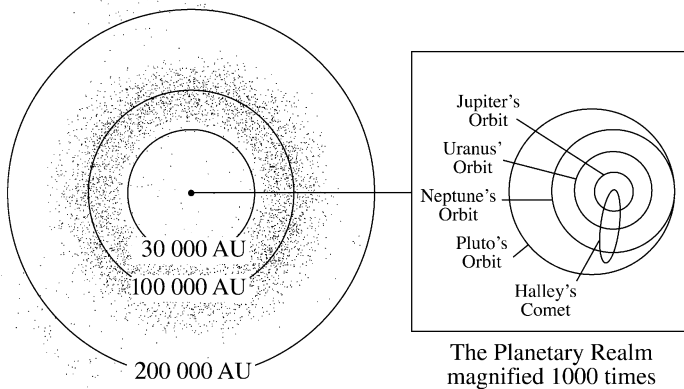 30 000 AU
100 000 AU
200 000 AU
Jupiter's
Orbit
Uranus'
Orbit
Neptune's
Orbit
Pluto's
Orbit
Halley's
Comet
The Planetary Realm
magnified 1000 times